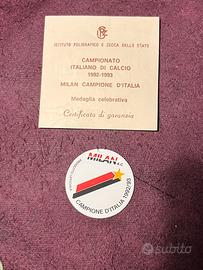 ISTITUTO POLIGRAFICO E ZECCA DELLO STATO
CAMPIONATO
ITALIANO DI CALCIO
1992-1993
MILAN CAMPIONE D'ITALIA
Medaglia celebrativa
Certificato di garanzia
MILAN A.C.
CAMPIONE D'ITALIA 1992/93
subito